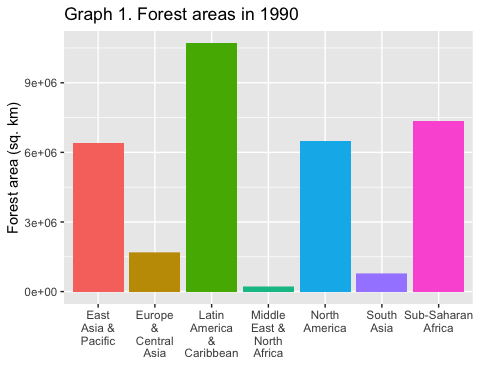 Graph 1. Forest areas in 1990
Forest area (sq. km)
9e+06
6e+06
3e+06
0e+00
East
Asia &
Pacific
Europe
&
Central
Asia
Latin
America
&
Caribbean
Middle
East &
North
Africa
North
America
South
Asia
Sub-Saharan
Africa